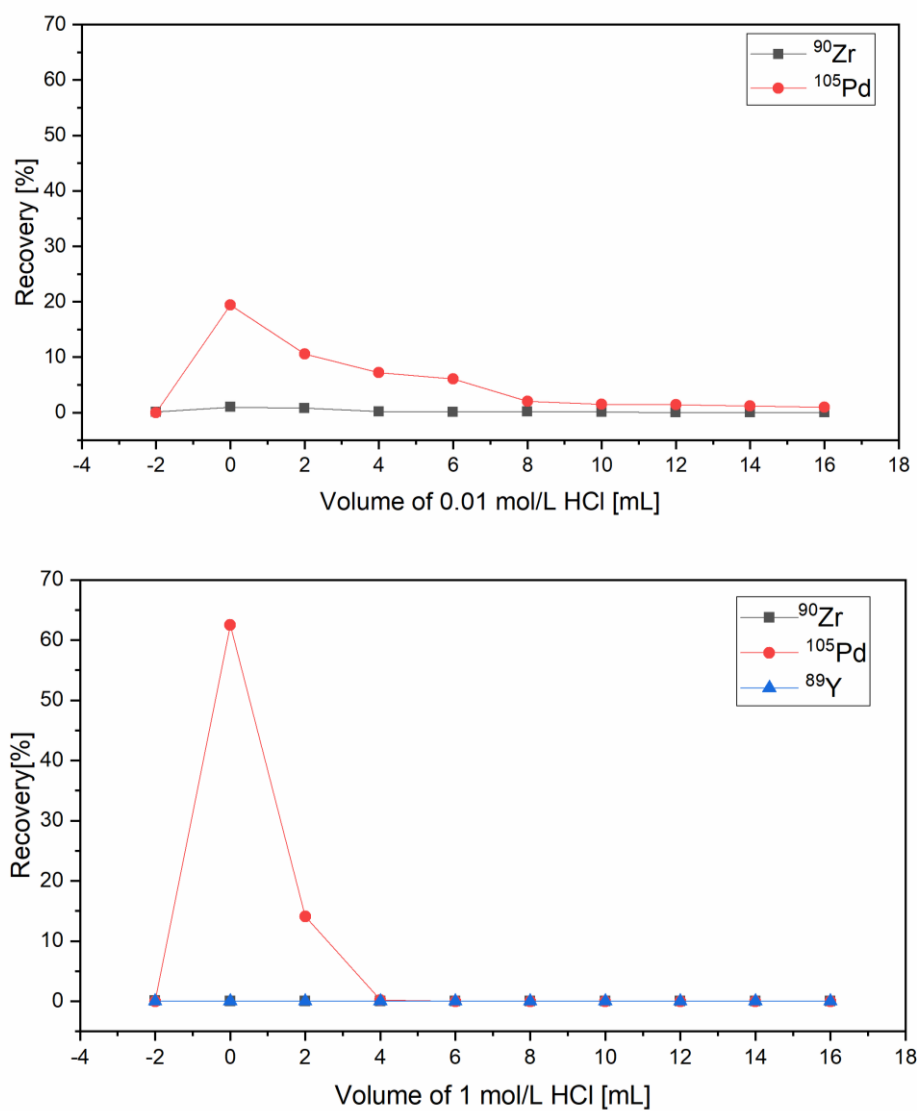 70
60
50
40
30
20
10
0
Recovery [%]
⁹⁰Zr
¹⁰⁵Pd
-4 -2 0 2 4 6 8 10 12 14 16 18
Volume of 0.01 mol/L HCl [mL]
70
60
50
40
30
20
10
0
Recovery[%]
⁹⁰Zr
¹⁰⁵Pd
⁸⁹Y
-4 -2 0 2 4 6 8 10 12 14 16 18
Volume of 1 mol/L HCl [mL]